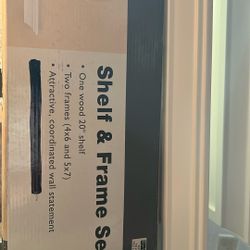 Shelf & Frame Se
• One wood 20" shelf
• Two frames (4x6 and 5x7)
• Attractive, coordinated wall statement